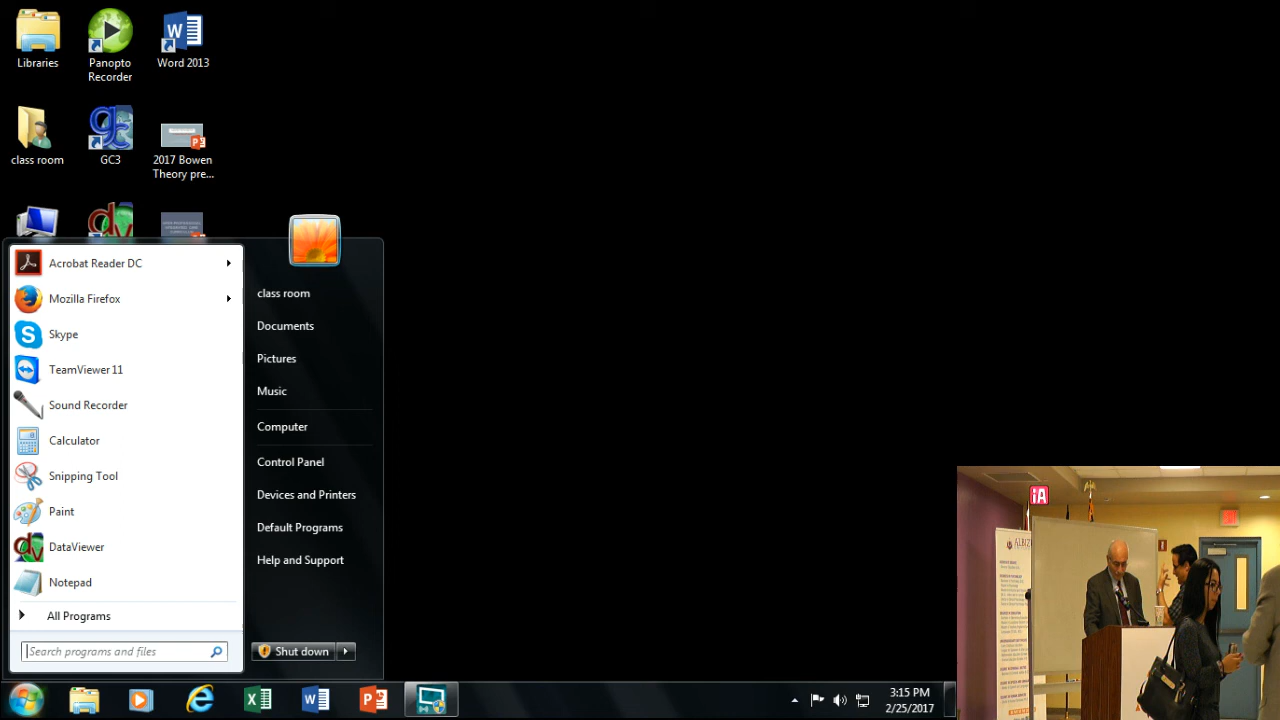 Libraries
Panopto
Recorder
Word 2013
class room
GC3
2017 Bowen
Theory pre...
Acrobat Reader DC
Mozilla Firefox
Skype
TeamViewer 11
Sound Recorder
Calculator
Snipping Tool
Paint
DataViewer
Notepad
All Programs
Search programs and files
class room
Documents
Pictures
Music
Computer
Control Panel
Devices and Printers
Default Programs
Help and Support
Shut down
3:15 PM
2/25/2017
iA
ALBIZU